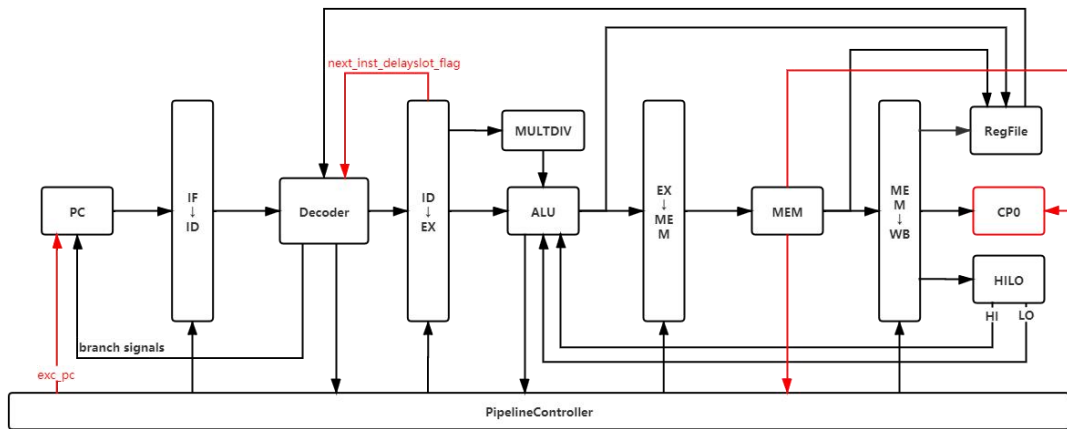 next_inst_delayslot_flag
MULTDIV
RegFile
PC
IF
↓
ID
Decoder
ID
↓
EX
ALU
EX
↓
ME
M
MEM
ME
M
↓
WB
CP0
HILO
HI
LO
branch signals
exc_pc
PipelineController